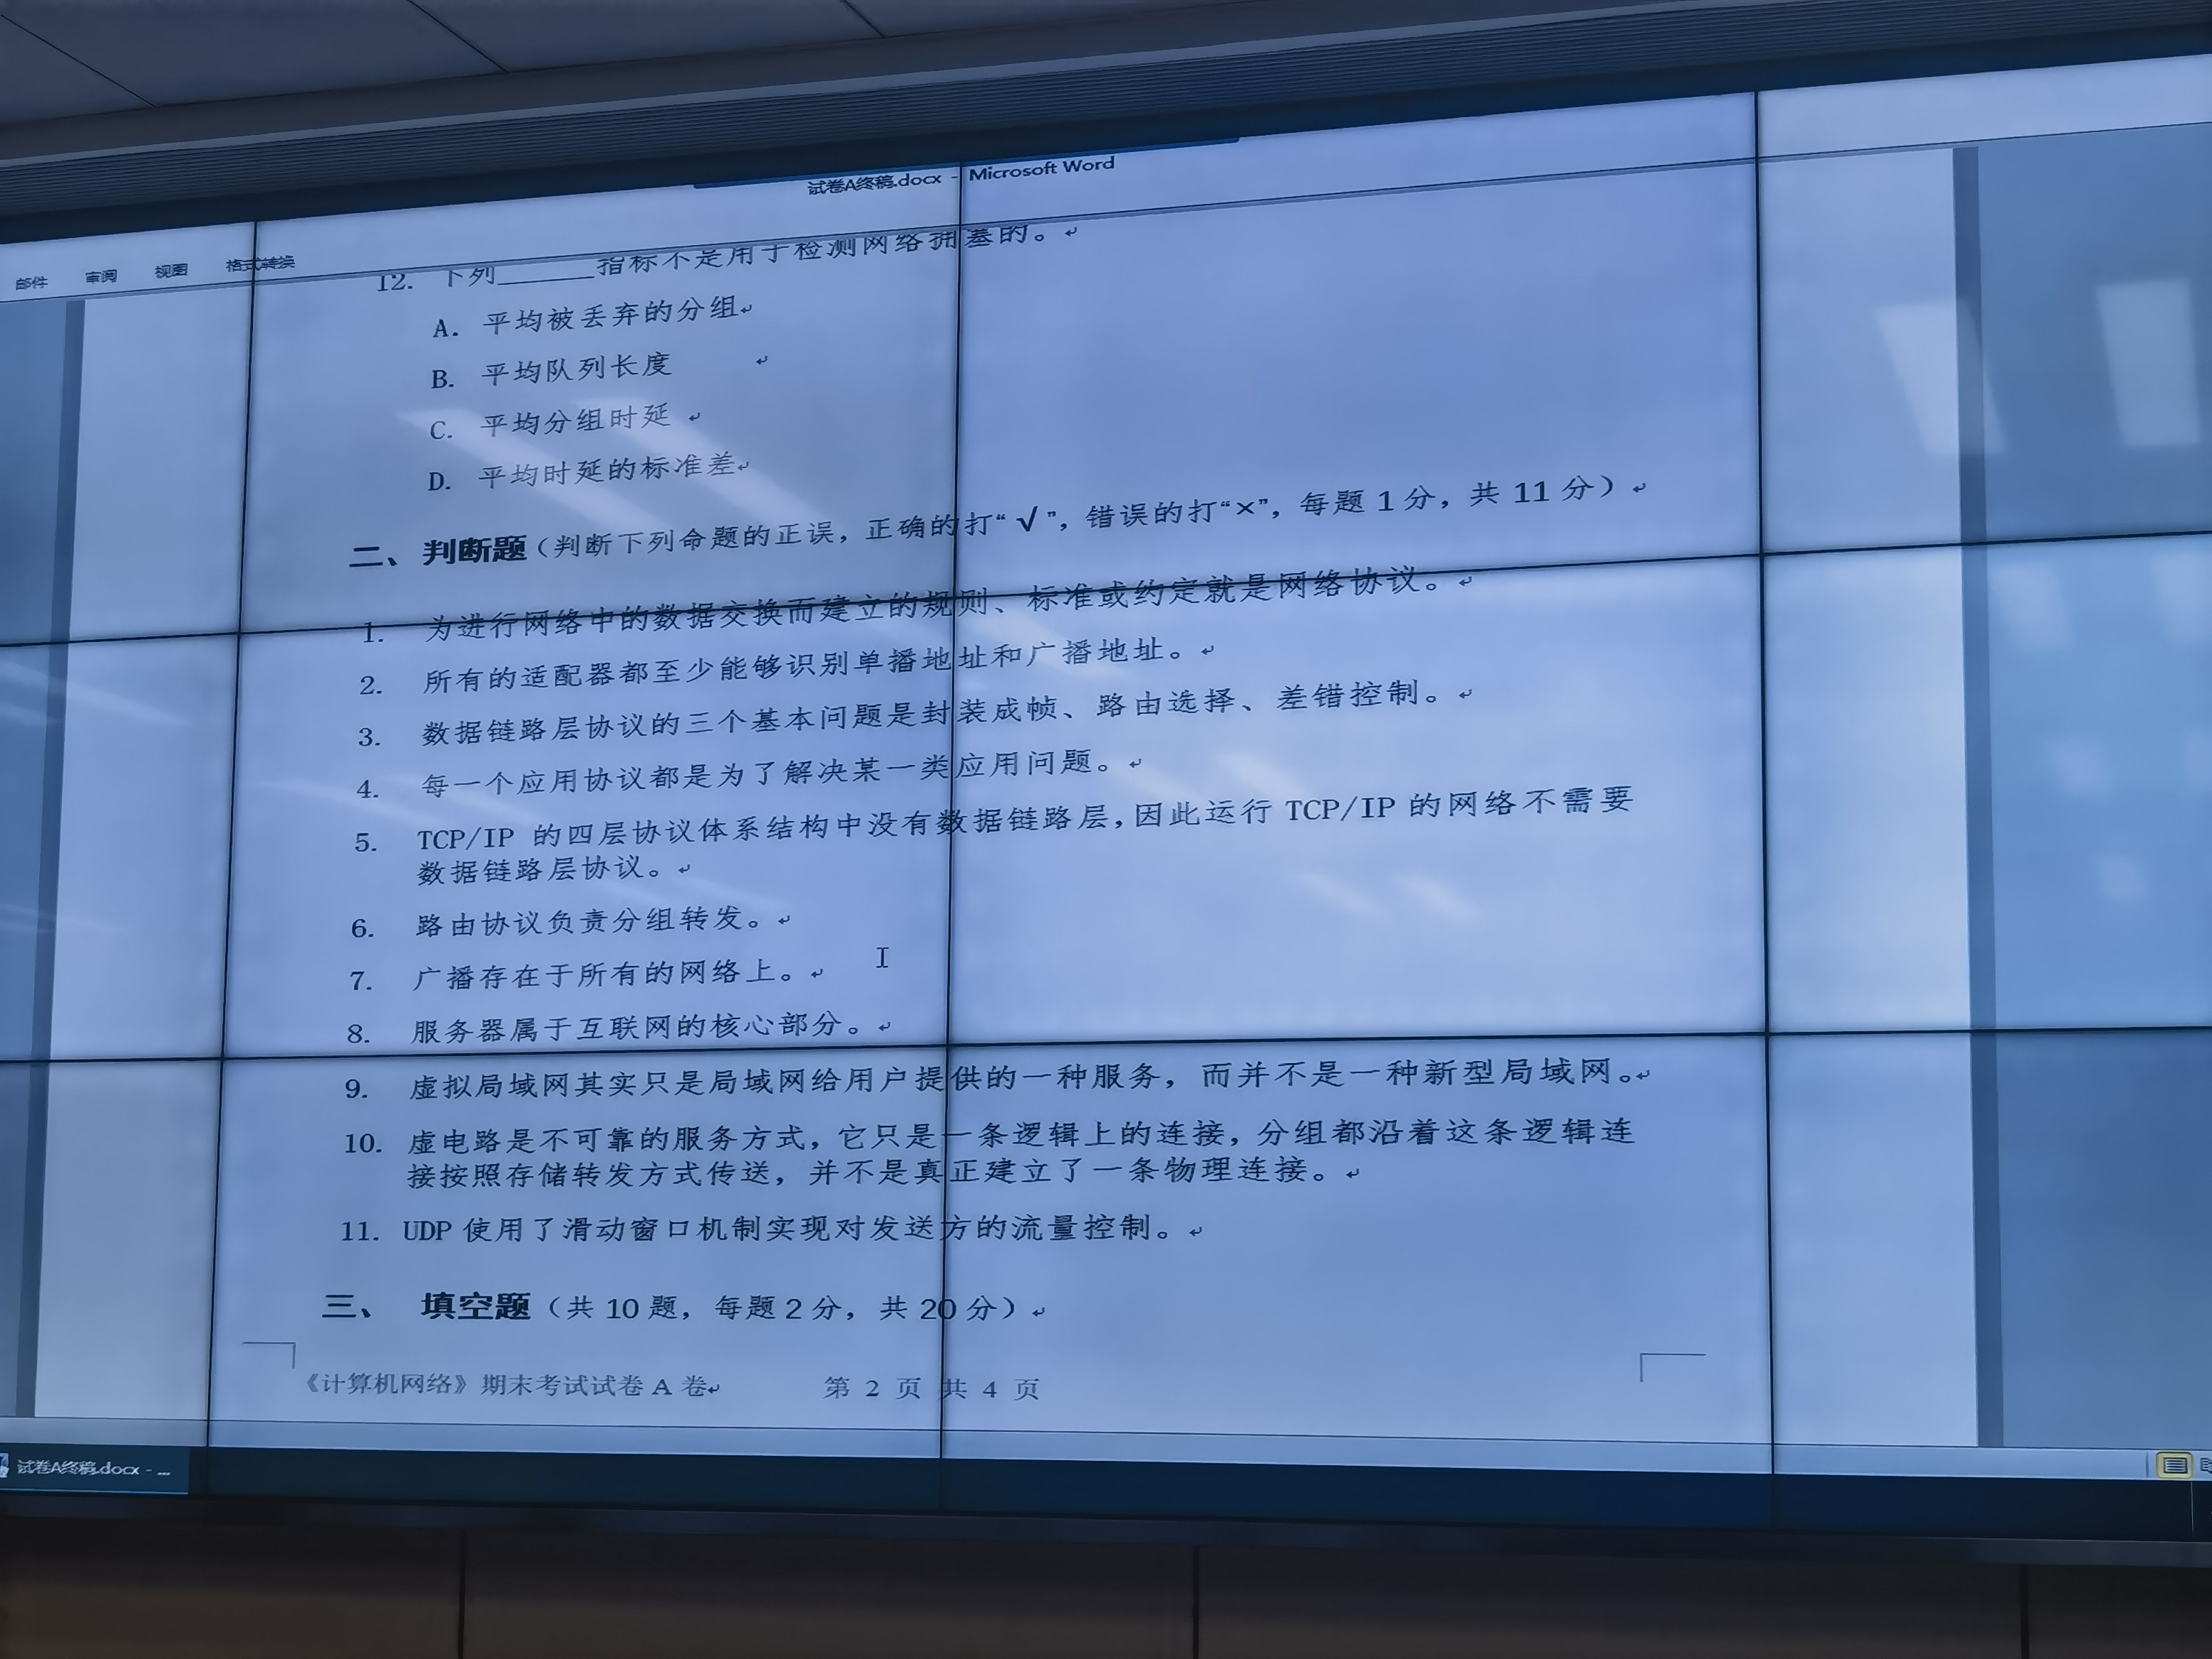 试卷A终稿.docx - Microsoft Word
邮件 审阅 视图 格式转换
12. 下列______指标不是用于检测网络拥塞的。
A. 平均被丢弃的分组
B. 平均队列长度
C. 平均分组时延
D. 平均时延的标准差
二、判断题（判断下列命题的正误，正确的打“√”，错误的打“×”，每题 1 分，共 11 分）
1. 为进行网络中的数据交换而建立的规则、标准或约定就是网络协议。
2. 所有的适配器都至少能够识别单播地址和广播地址。
3. 数据链路层协议的三个基本问题是封装成帧、路由选择、差错控制。
4. 每一个应用协议都是为了解决某一类应用问题。
5. TCP/IP 的四层协议体系结构中没有数据链路层，因此运行 TCP/IP 的网络不需要
数据链路层协议。
6. 路由协议负责分组转发。
7. 广播存在于所有的网络上。
8. 服务器属于互联网的核心部分。
9. 虚拟局域网其实只是局域网给用户提供的一种服务，而并不是一种新型局域网。
10. 虚电路是不可靠的服务方式，它只是一条逻辑上的连接，分组都沿着这条逻辑连
接按照存储转发方式传送，并不是真正建立了一条物理连接。
11. UDP 使用了滑动窗口机制实现对发送方的流量控制。
三、 填空题（共 10 题，每题 2 分，共 20 分）
《计算机网络》期末考试试卷 A 卷 第 2 页 共 4 页
试卷A终稿.docx - ...